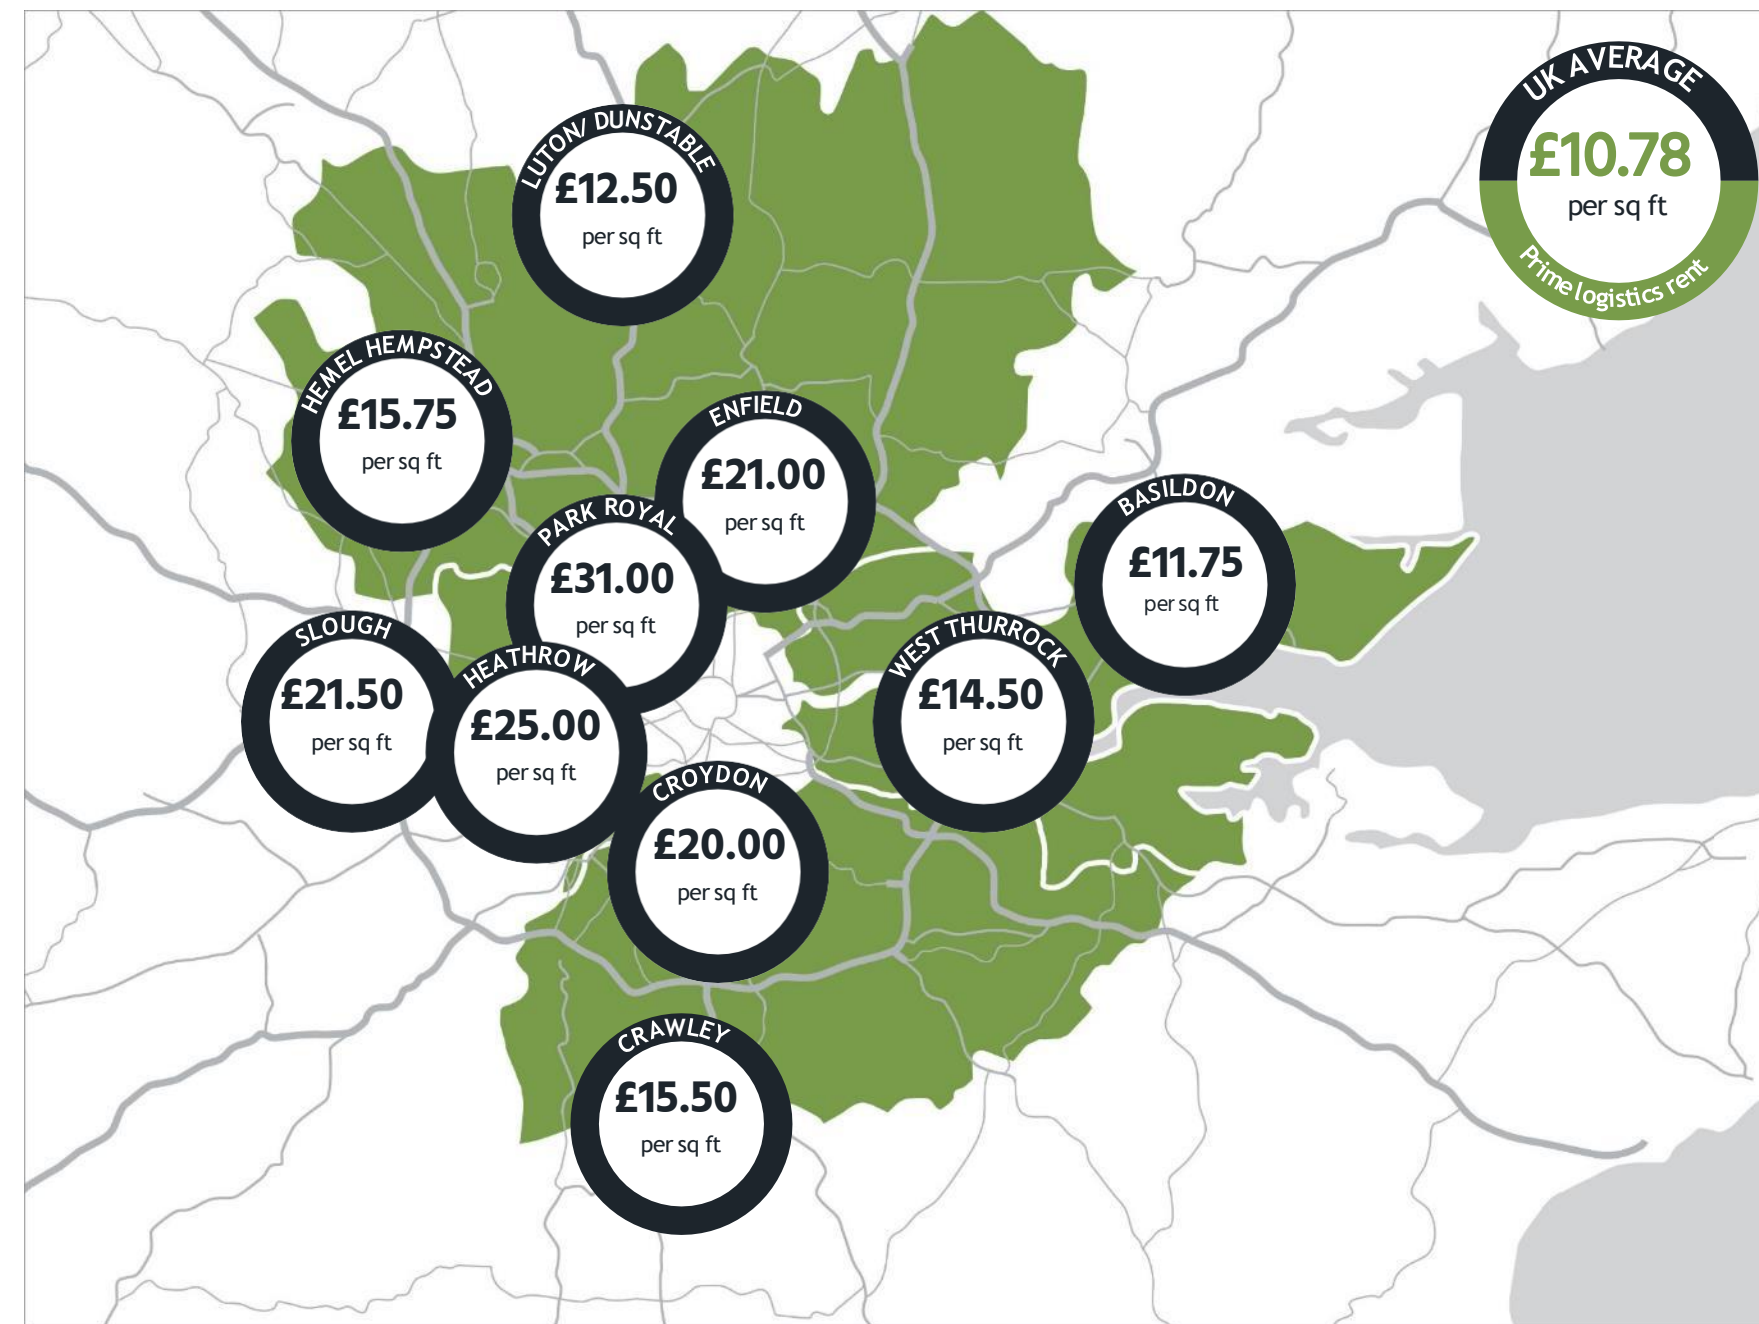 UK AVERAGE
£10.78
per sq ft
Prime logistics rent
LUTON/ DUNSTABLE
£12.50
per sq ft
HEMEL HEMPSTEAD
£15.75
per sq ft
ENFIELD
£21.00
per sq ft
PARK ROYAL
£31.00
per sq ft
BASILDON
£11.75
per sq ft
SLOUGH
£21.50
per sq ft
HEATHROW
£25.00
per sq ft
WEST THURROCK
£14.50
per sq ft
CROYDON
£20.00
per sq ft
CRAWLEY
£15.50
per sq ft